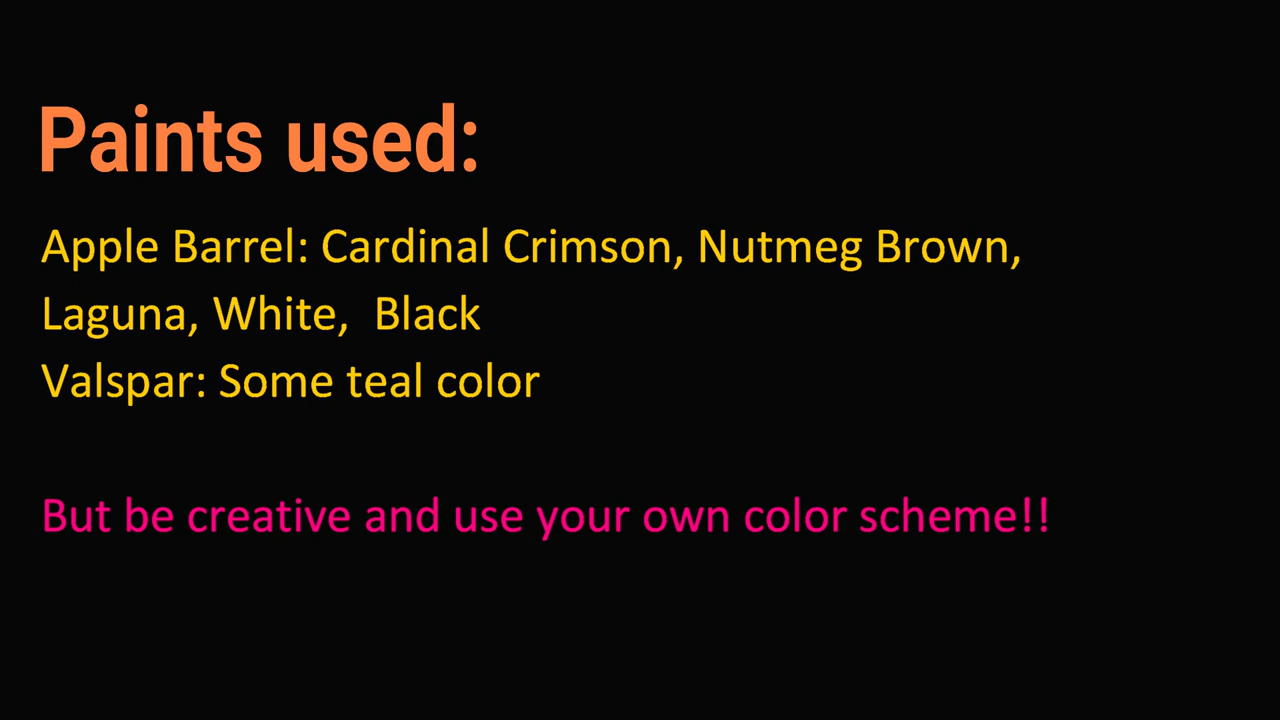 Paints used:
Apple Barrel: Cardinal Crimson, Nutmeg Brown,
Laguna, White,  Black
Valspar: Some teal color
But be creative and use your own color scheme!!